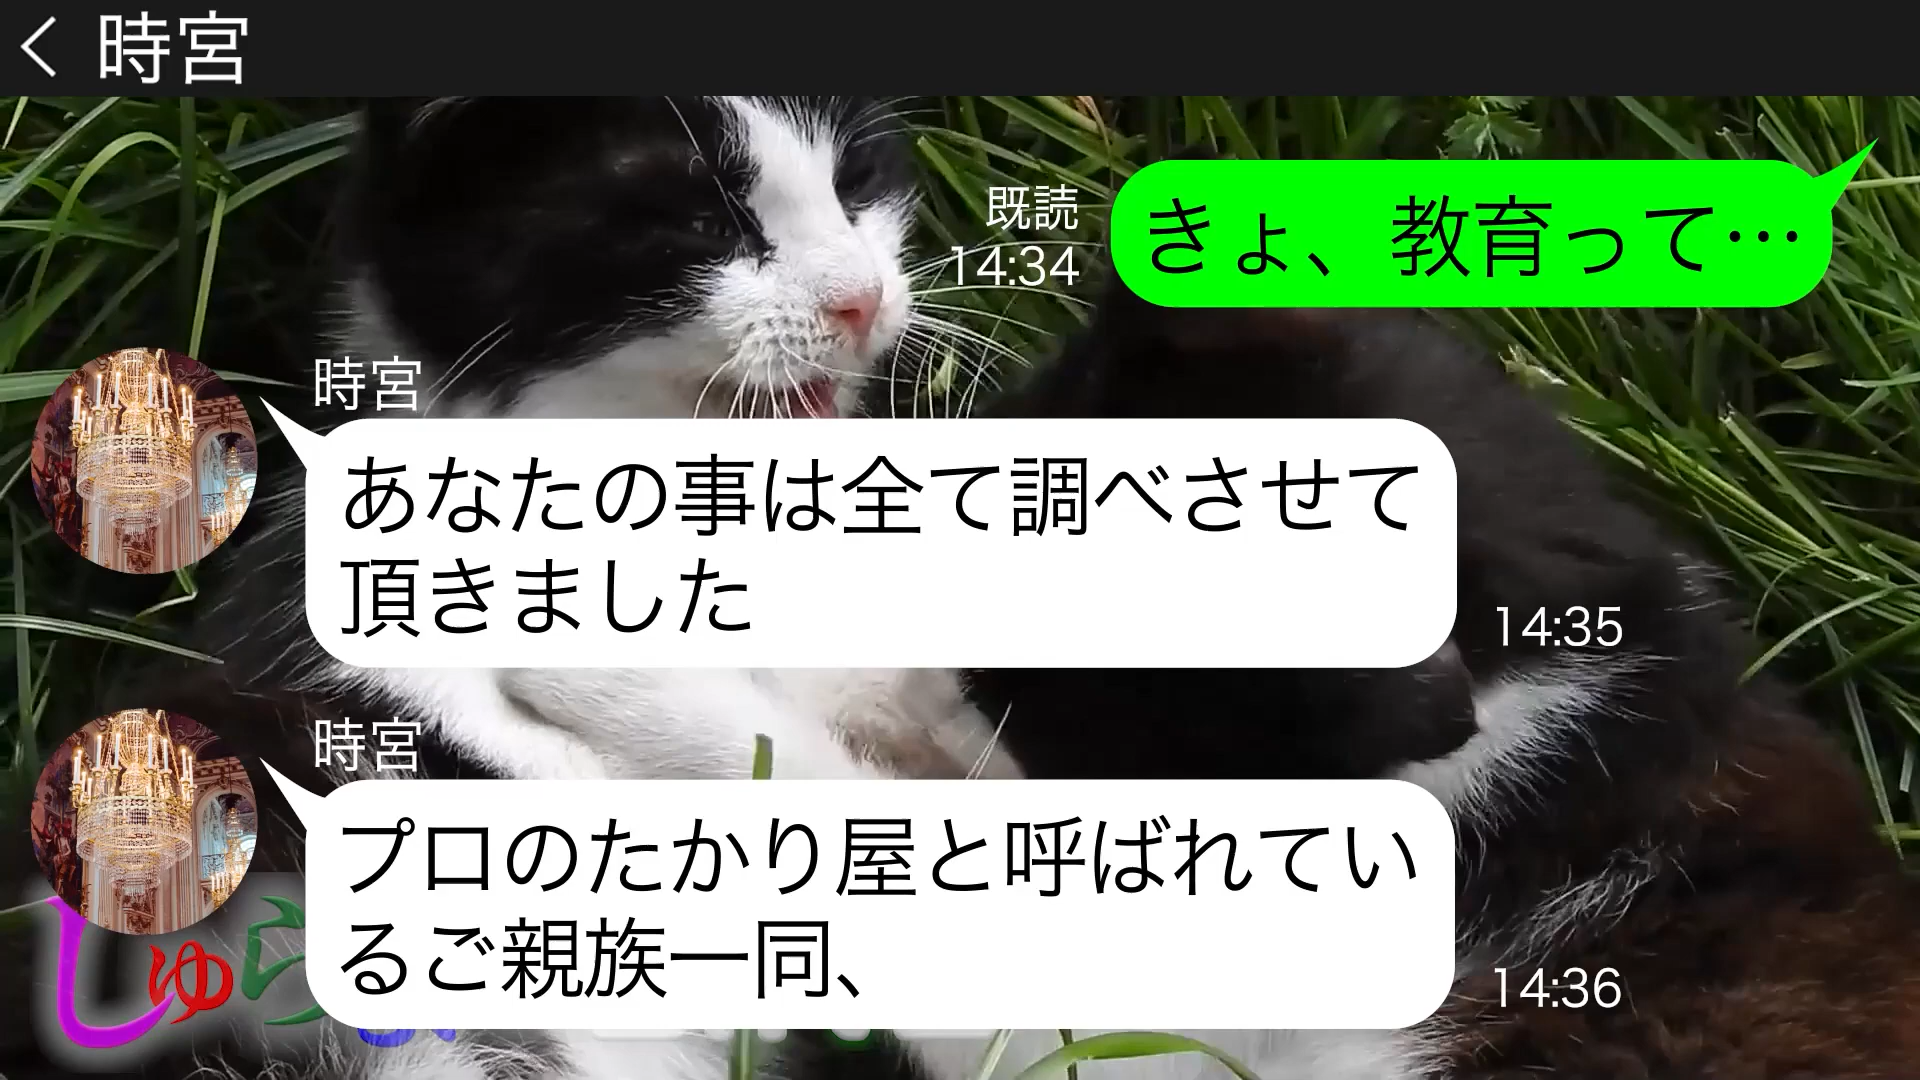 時宮
既読
14:34
きょ、教育って…
時宮
あなたの事は全て調べさせて
頂きました
14:35
時宮
プロのたかり屋と呼ばれてい
るご親族一同、
14:36
しゅら